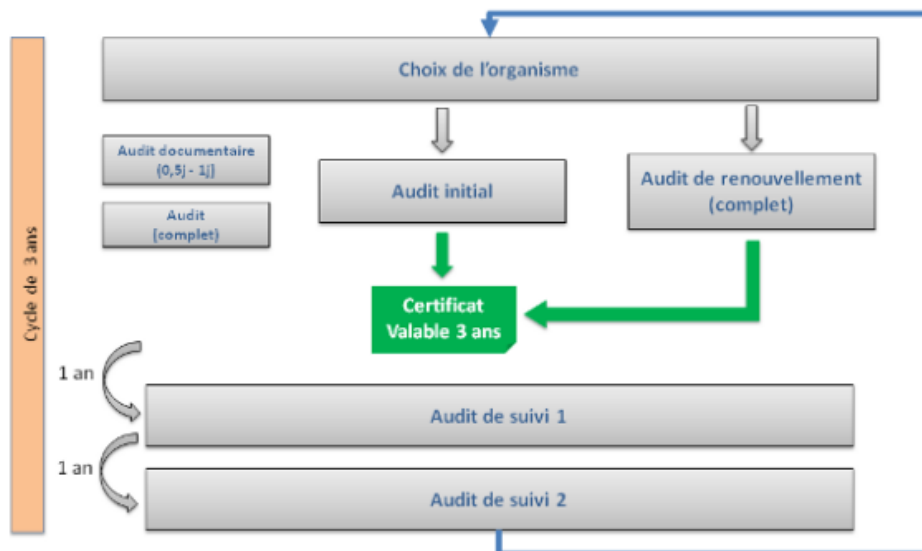 Choix de l’organisme
Audit documentaire
(0,5j - 1j)
Audit
(complet)
Audit initial
Audit de renouvellement
(complet)
Certificat
Valable 3 ans
Cycle de 3 ans
1 an
Audit de suivi 1
1 an
Audit de suivi 2